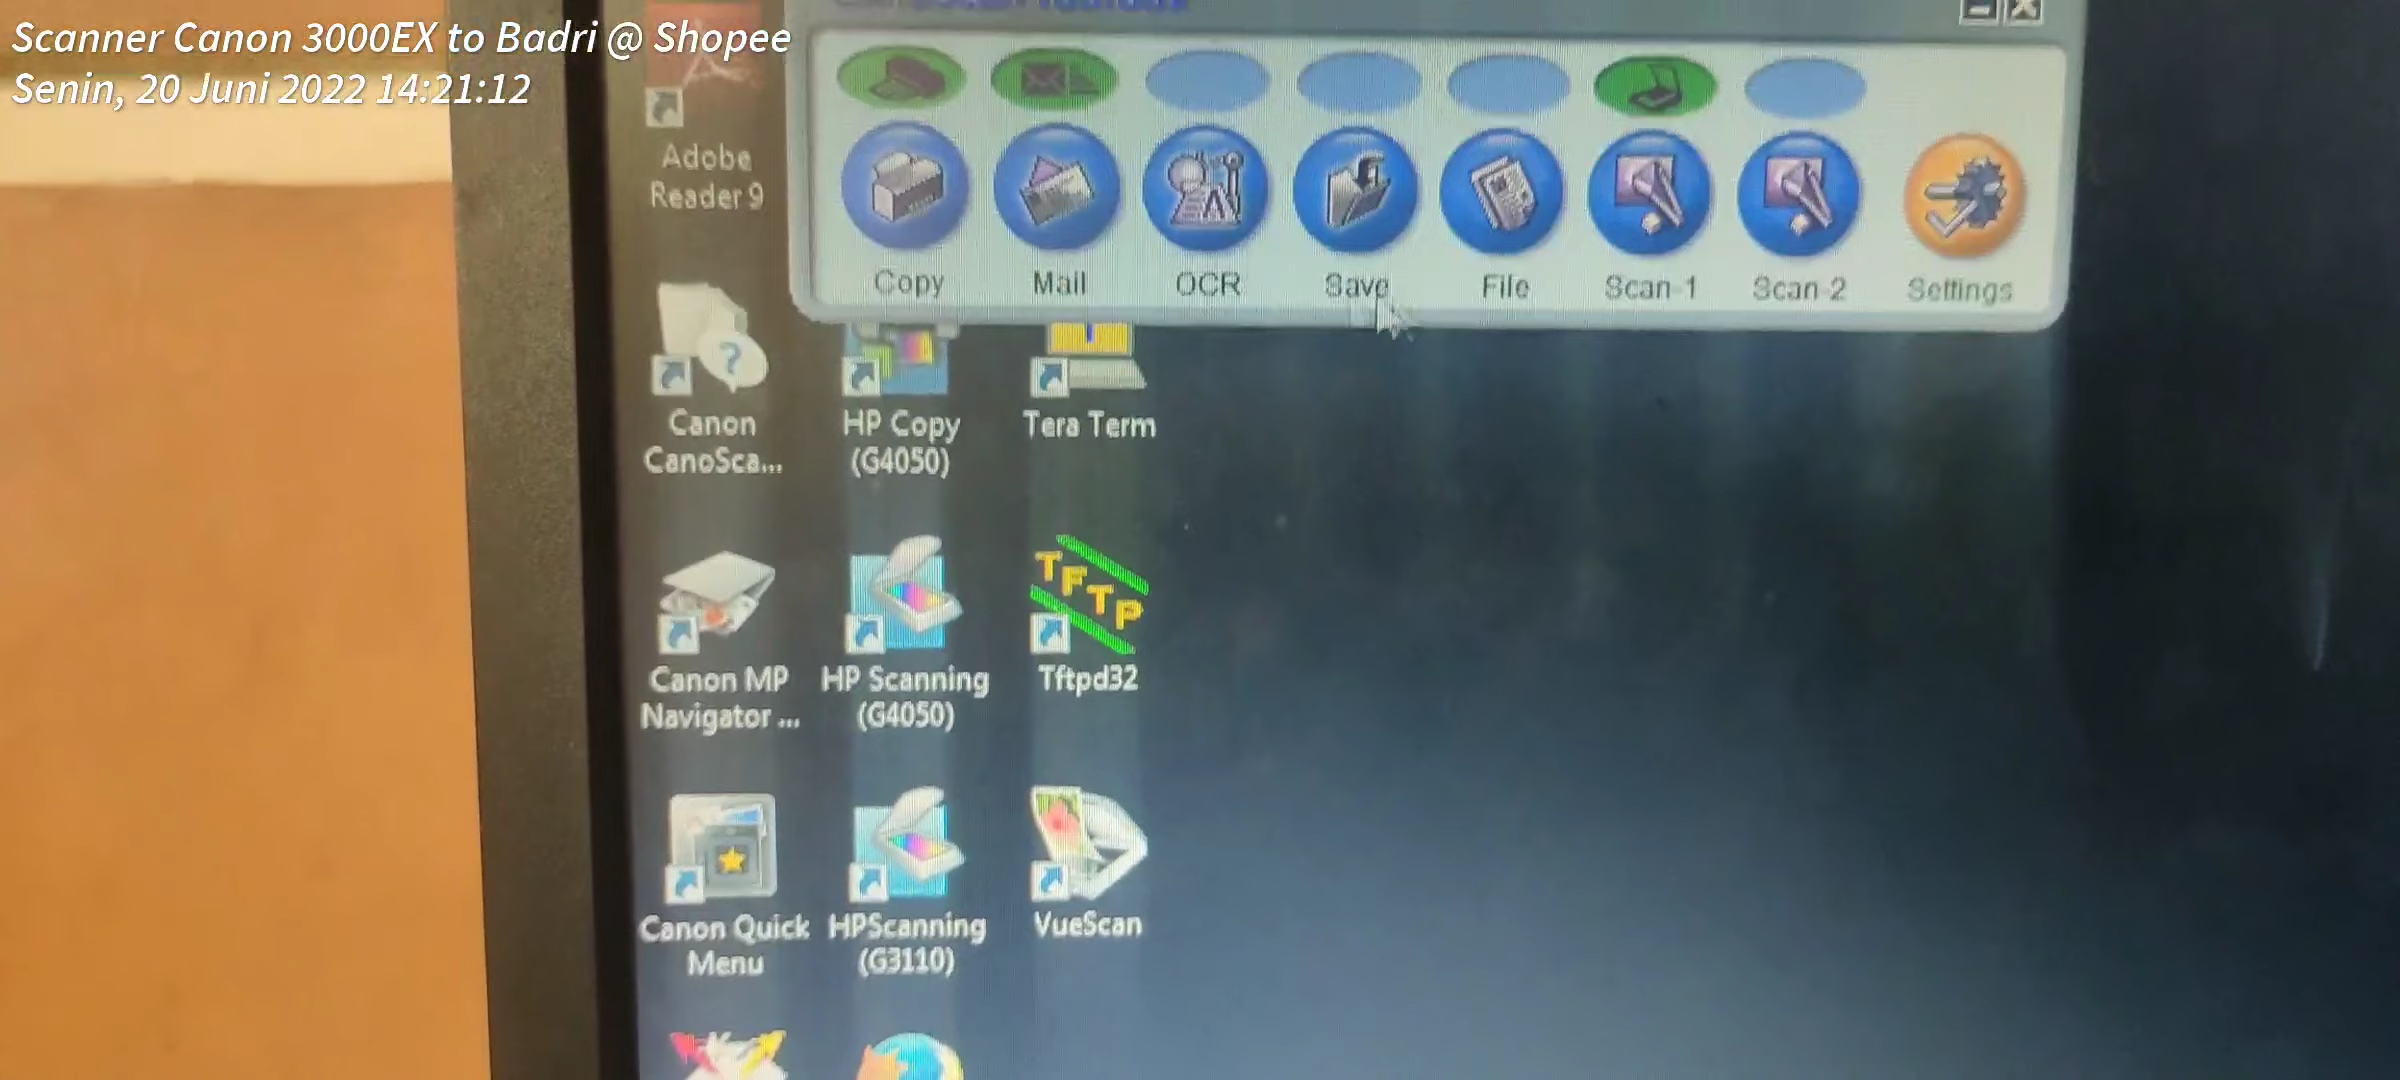 Scanner Canon 3000EX to Badri @ Shopee
Senin, 20 Juni 2022 14:21:12
Copy
Mail
OCR
Save
File
Scan-1
Scan-2
Settings
Adobe
Reader 9
Canon
CanoSca...
HP Copy
(G4050)
Tera Term
Canon MP
Navigator ...
HP Scanning
(G4050)
TFTP
Tftpd32
Canon Quick
Menu
HPScanning
(G3110)
VueScan